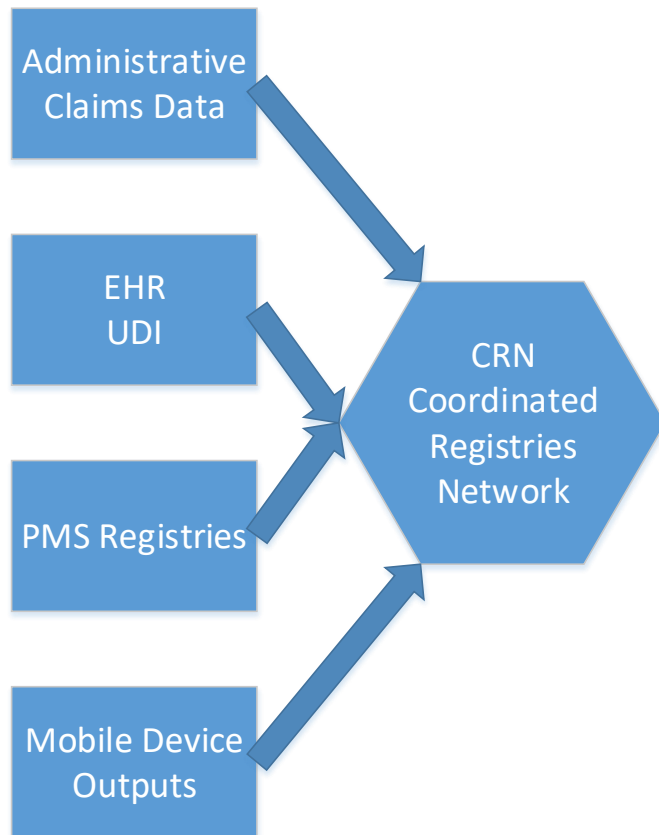 Administrative
Claims Data
EHR
UDI
PMS Registries
Mobile Device
Outputs
CRN
Coordinated
Registries
Network